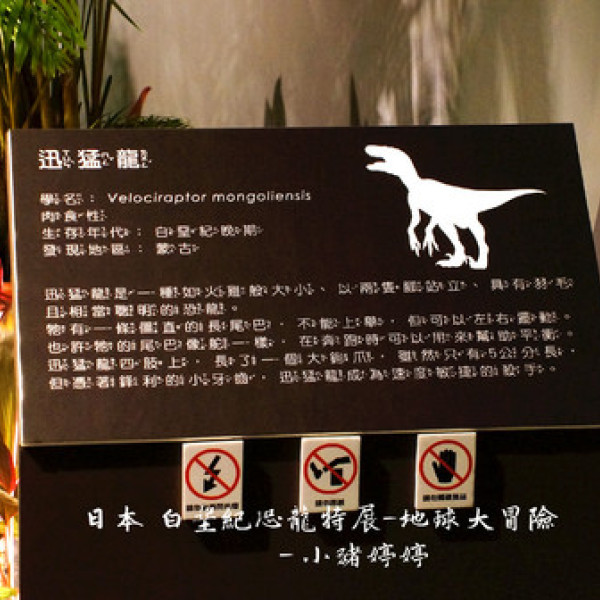 迅猛龍
學名：Velociraptor mongoliensis
肉食性
生存年代：白堊紀晚期
發現地區：蒙古
迅猛龍是一種如火雞般大小、以兩隻腳站立、具有羽毛
且相當聰明的恐龍。
牠有一條僵直的長尾巴，不能上舉，但可以左右擺動。
也許牠的尾巴像舵一樣，在奔跑時可以用來幫助平衡。
迅猛龍四肢上，長了一個大鉤爪，雖然只有5公分長，
但憑著鋒利的小牙齒，迅猛龍成為速度敏捷的殺手。
日本 白堊紀恐龍特展-地球大冒險
-小豬婷婷